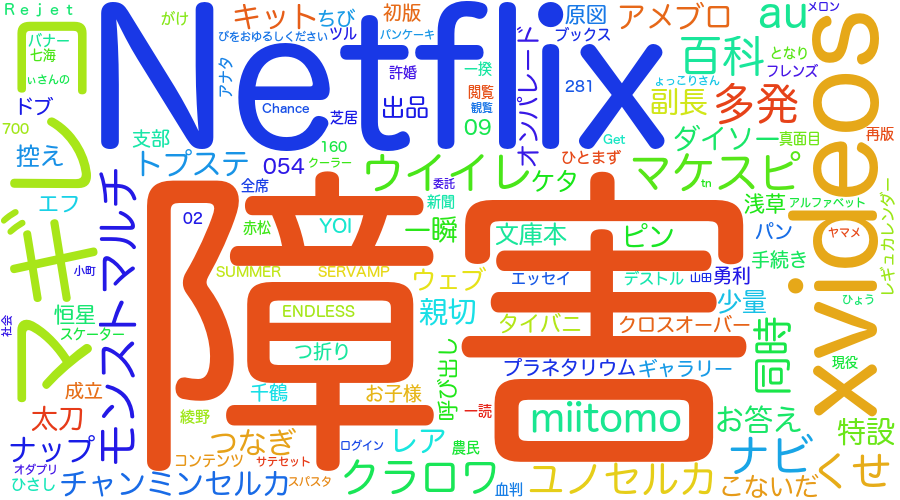 Rejet
がけ
キット
ちび
初版
原図
アメブロ
au
メロン
バナー
七海
Netflix
ぴをおゆるしください
ツル
パンケーキ
ブックス
百科
となり
フレンズ
ぃさんの
アナタ
許婚
一揆
オンパレード
ょっこりさん
ドブ
マギレコ
Chance
芝居
出品
閲覧
観覧
281
副長
多発
xvideos
700
支部
09
Get
ダイソー
真面目
再版
控え
トプステ
054
160
クーラー
ウイイレ
ケタ
ひとまず
マケスピ
tn
エフ
モンストマルチ
全席
障害
委託
新聞
浅草
アルファベット
レギュカレンダー
02
赤松
YOI
一瞬
文庫本
ピン
パン
ヤマメ
小町
SUMMER
SERVAMP
ウェブ
エッセイ
デストル
山田
勇利
手続き
社会
恒星
スケーター
ENDLESS
親切
タイバニ
クロスオーバー
少量
ひょう
つ折り
呼び出し
プラネタリウム
ギャラリー
同時
現役
成立
千鶴
お子様
太刀
綾野
一読
miitomo
お答え
特設
ナップ
つなぎ
ログイン
レア
農民
ナビ
くせ
オダプリ
ひさし
コンテンツ
サテセット
チャンミンセルカ
スパスタ
クラロワ
血判
ユノセルカ
こないだ